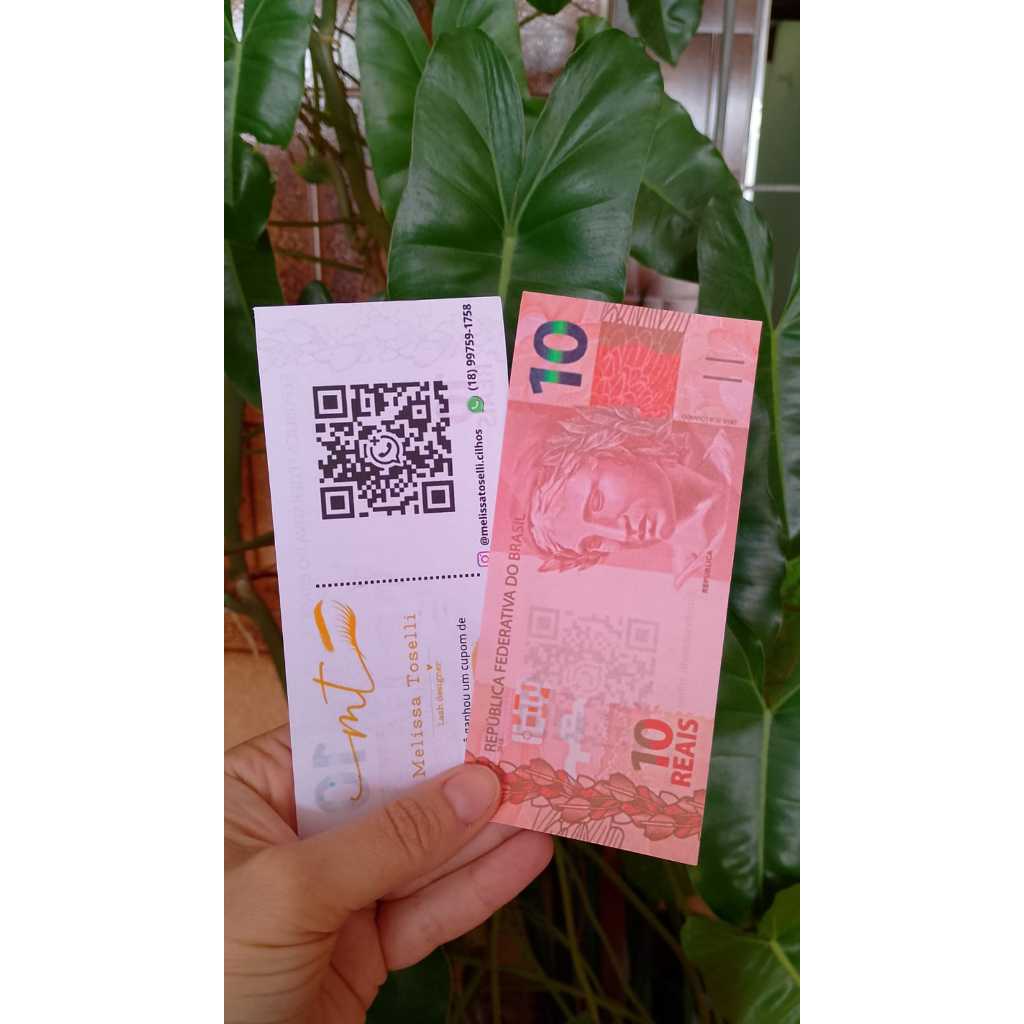 (18) 99759-1758
@melissatoselli.cilhos
mt
Melissa Toselli
Lash designer
ganhou um cupom de
10
REPÚBLICA FEDERATIVA DO BRASIL
REPÚBLICA
10
REAIS